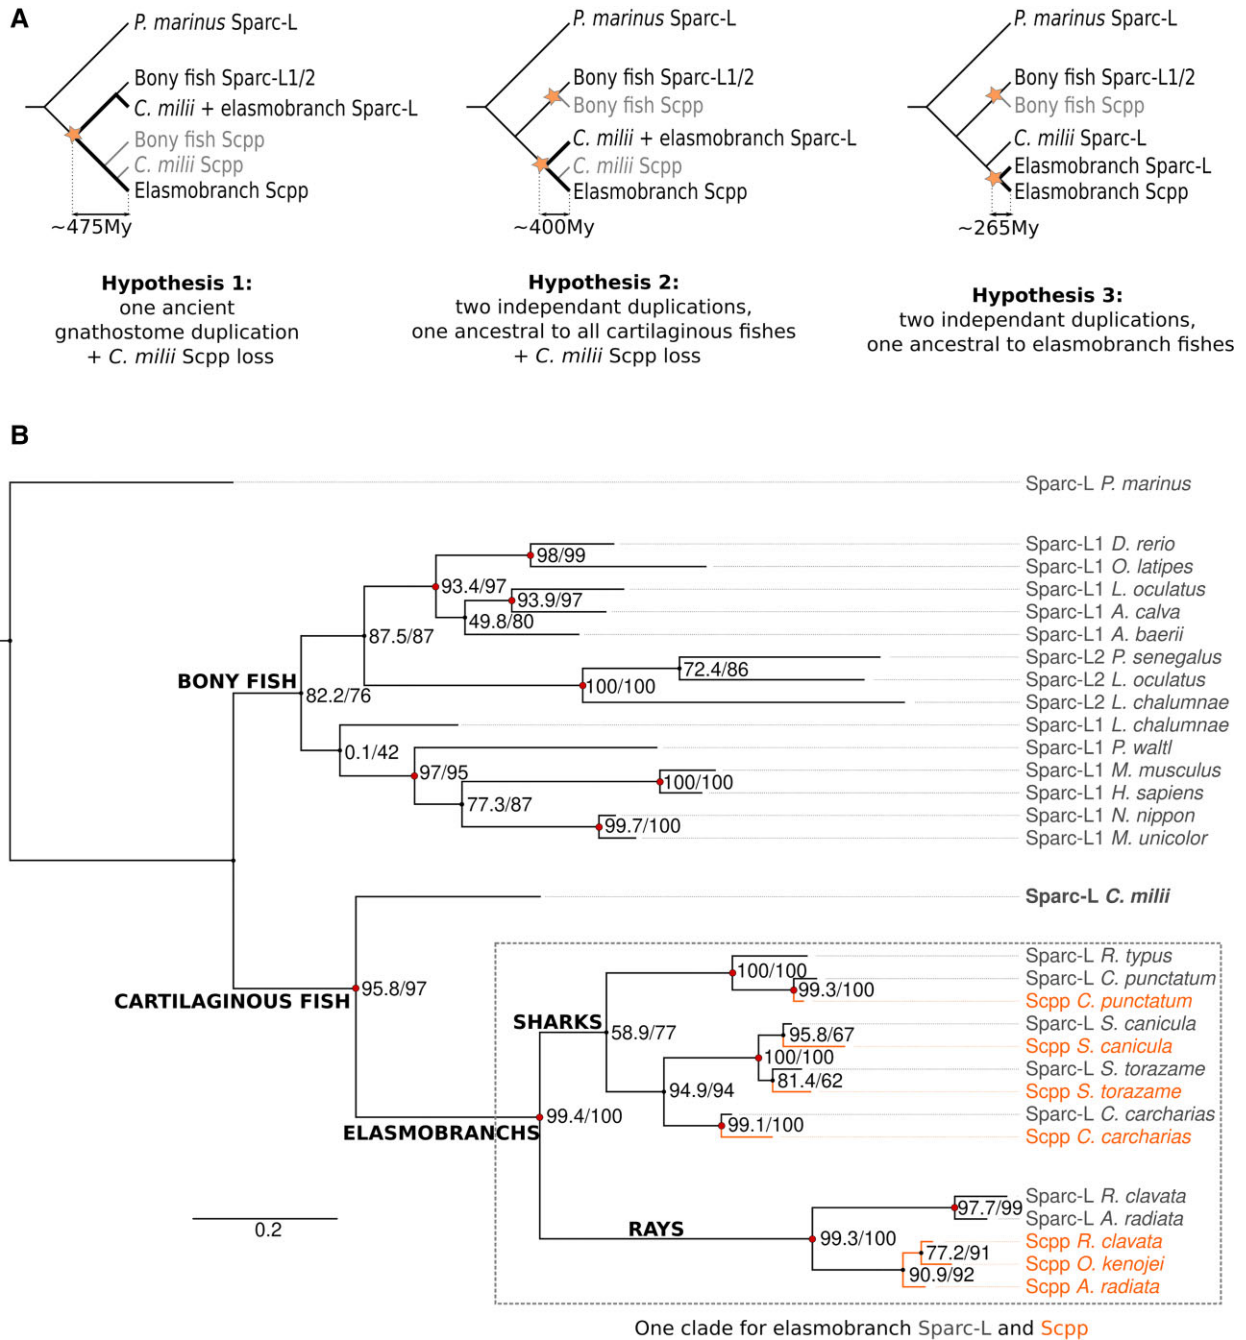 A
P. marinus Sparc-L
Bony fish Sparc-L1/2
C. milii + elasmobranch Sparc-L
Bony fish Scpp
C. milii Scpp
Elasmobranch Scpp
~475My
Hypothesis 1:
one ancient
gnathostome duplication
+ C. milii Scpp loss
P. marinus Sparc-L
Bony fish Sparc-L1/2
Bony fish Scpp
C. milii + elasmobranch Sparc-L
C. milii Scpp
Elasmobranch Scpp
~400My
Hypothesis 2:
two independant duplications,
one ancestral to all cartilaginous fishes
+ C. milii Scpp loss
P. marinus Sparc-L
Bony fish Sparc-L1/2
Bony fish Scpp
C. milii Sparc-L
Elasmobranch Sparc-L
Elasmobranch Scpp
~265My
Hypothesis 3:
two independant duplications,
one ancestral to elasmobranch fishes
B
Sparc-L P. marinus
Sparc-L1 D. rerio
98/99
Sparc-L1 O. latipes
93.4/97
Sparc-L1 L. oculatus
93.9/97
Sparc-L1 A. calva
49.8/80
87.5/87
Sparc-L1 A. baerii
Sparc-L2 P. senegalus
72.4/86
Sparc-L2 L. oculatus
BONY FISH
100/100
82.2/76
Sparc-L2 L. chalumnae
Sparc-L1 L. chalumnae
0.1/42
Sparc-L1 P. waltl
97/95
Sparc-L1 M. musculus
100/100
Sparc-L1 H. sapiens
77.3/87
Sparc-L1 N. nippon
99.7/100
Sparc-L1 M. unicolor
Sparc-L C. milii
CARTILAGINOUS FISH
95.8/97
Sparc-L R. typus
100/100
Sparc-L C. punctatum
99.3/100
Scpp C. punctatum
SHARKS
58.9/77
Sparc-L S. canicula
95.8/67
Scpp S. canicula
100/100
Sparc-L S. torazame
81.4/62
Scpp S. torazame
94.9/94
Sparc-L C. carcharias
99.1/100
Scpp C. carcharias
ELASMOBRANCHS
99.4/100
Sparc-L R. clavata
97.7/99
Sparc-L A. radiata
RAYS
99.3/100
Scpp R. clavata
77.2/91
Scpp O. kenojei
90.9/92
Scpp A. radiata
0.2
One clade for elasmobranch Sparc-L and Scpp